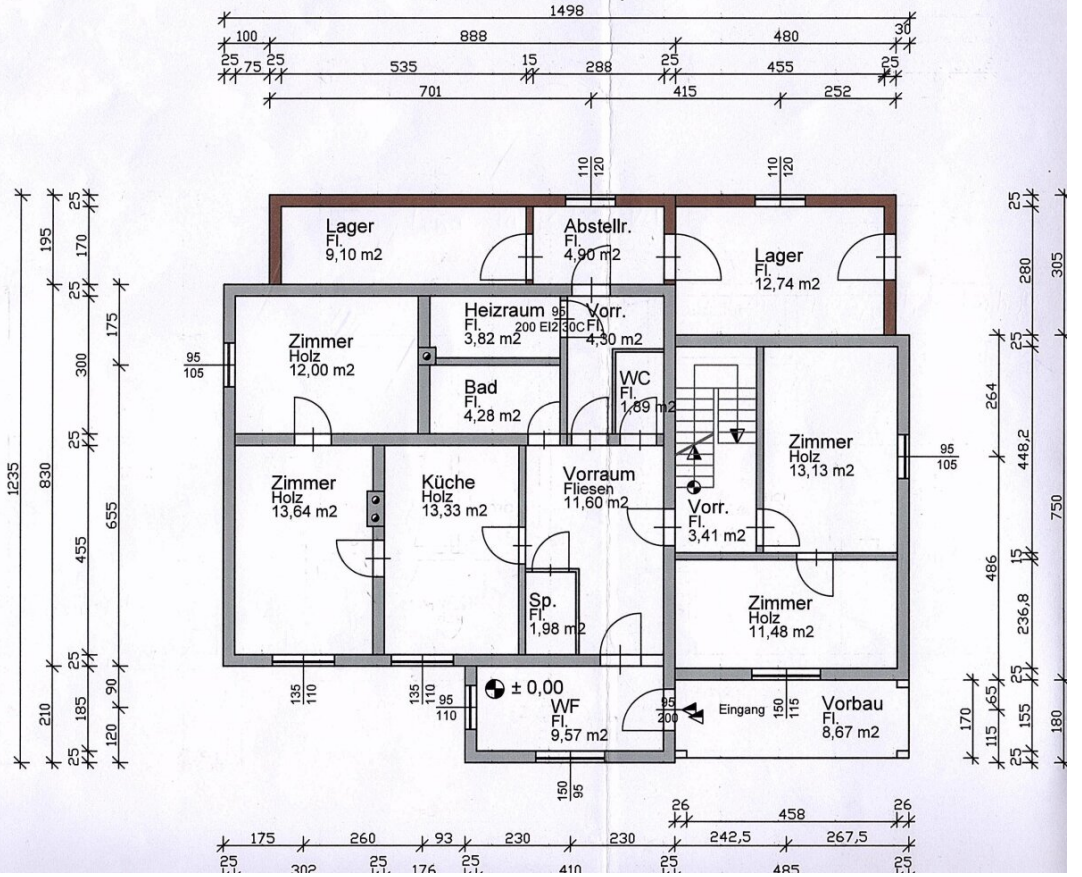 1498
100 888 480 30
25 75 25 535 15 288 25 455 25
701 415 252
110 120
110 120
Lager
Fl.
9,10 m2
Abstellr.
Fl.
4,90 m2
Lager
Fl.
12,74 m2
Heizraum
Fl.
3,82 m2
95
200 EI2 30C
Vorr.
Fl.
4,30 m2
Zimmer
Holz
12,00 m2
Bad
Fl.
4,28 m2
WC
Fl.
1,89 m2
Zimmer
Holz
13,13 m2
Zimmer
Holz
13,64 m2
Küche
Holz
13,33 m2
Vorraum
Fliesen
11,60 m2
Vorr.
Fl.
3,41 m2
Sp.
Fl.
1,98 m2
Zimmer
Holz
11,48 m2
± 0,00
WF
Fl.
9,57 m2
95
200
Eingang
Vorbau
Fl.
8,67 m2
95
105
95
105
135
110
135
110
95
110
150
115
150
95
1235
195 830 210
25 170 25 300 25 455 25 185 25
175 655 90 120
264 486 65 115
170
25 280 25 448,2 15 236,8 25 155 25
305 750 180
26 458 26
175 260 93 230 230 242,5 267,5
25 302 25 176 410 25 485 25